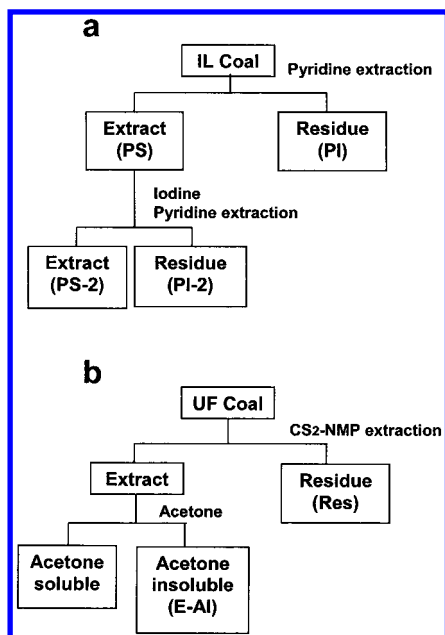 a
IL Coal
Pyridine extraction
Extract
(PS)
Residue
(PI)
Iodine
Pyridine extraction
Extract
(PS-2)
Residue
(PI-2)
b
UF Coal
CS2-NMP extraction
Extract
Residue
(Res)
Acetone
Acetone
soluble
Acetone
insoluble
(E-AI)